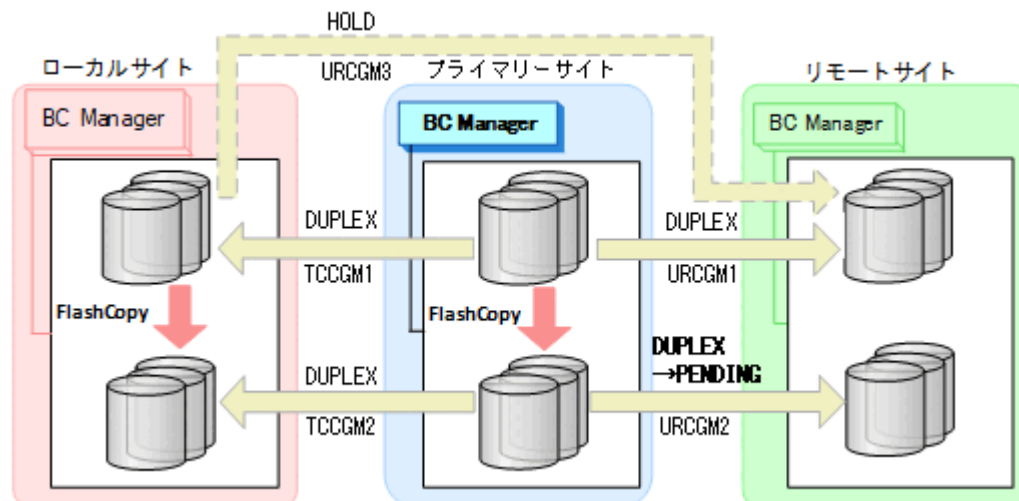 HOLD
URCGM3
ローカルサイト
プライマリーサイト
リモートサイト
BC Manager
BC Manager
BC Manager
DUPLEX
TCCGM1
DUPLEX
URCGM1
FlashCopy
FlashCopy
DUPLEX
TCCGM2
DUPLEX
→PENDING
URCGM2